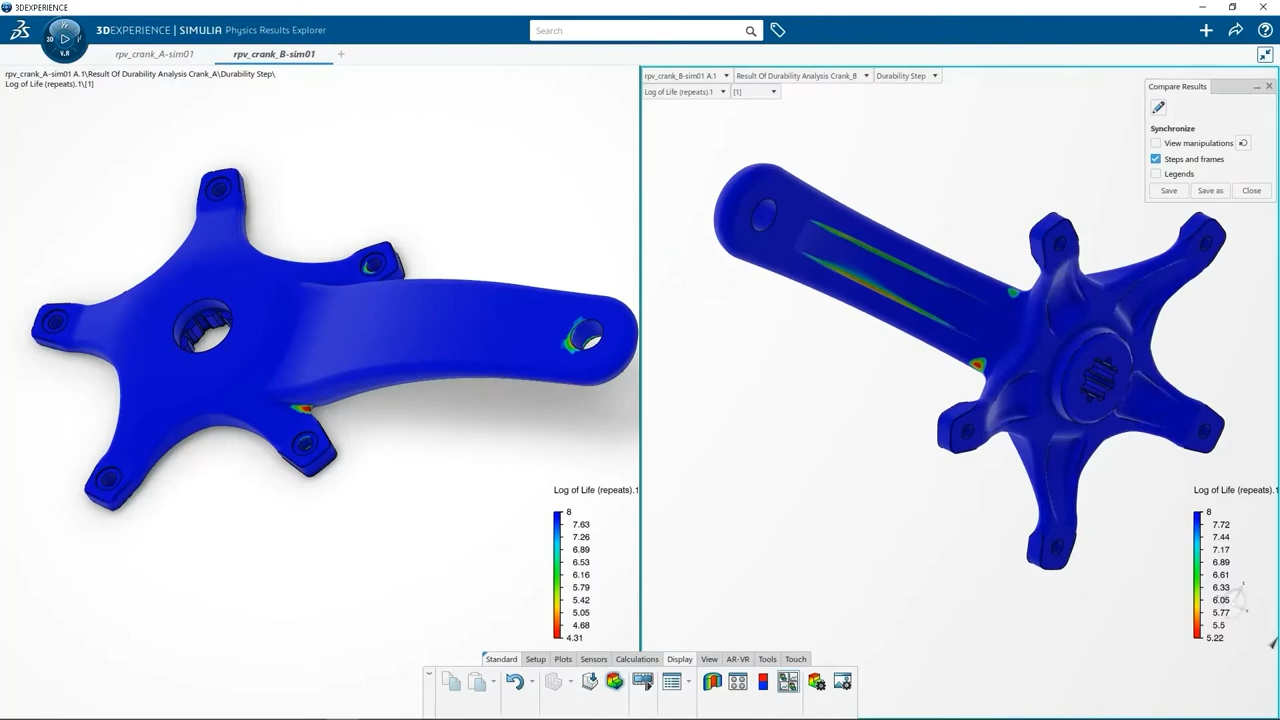 3DEXPERIENCE
3DEXPERIENCE | SIMULIA Physics Results Explorer
Search
3D
V.R
rpv_crank_A-sim01
rpv_crank_B-sim01
rpv_crank_A-sim01 A.1\Result Of Durability Analysis Crank_A\Durability Step\
Log of Life (repeats).1\[1]
rpv_crank_B-sim01 A.1
Result Of Durability Analysis Crank_B
Durability Step
Log of Life (repeats).1
[1]
Compare Results
Synchronize
View manipulations
Steps and frames
Legends
Save
Save as
Close
Log of Life (repeats).1
8
7.63
7.26
6.89
6.53
6.16
5.79
5.42
5.05
4.68
4.31
Log of Life (repeats).1
8
7.72
7.44
7.17
6.89
6.61
6.33
6.05
5.77
5.5
5.22
Standard
Setup
Plots
Sensors
Calculations
Display
View
AR-VR
Tools
Touch